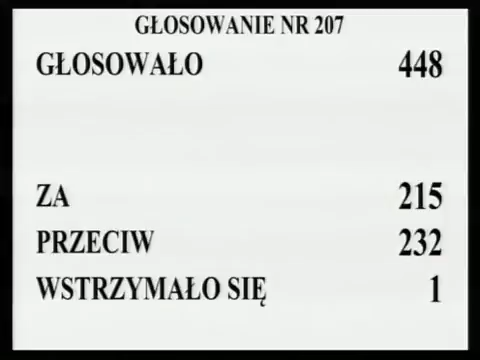 GŁOSOWANIE NR 207
GŁOSOWAŁO 448
ZA 215
PRZECIW 232
WSTRZYMAŁO SIĘ 1